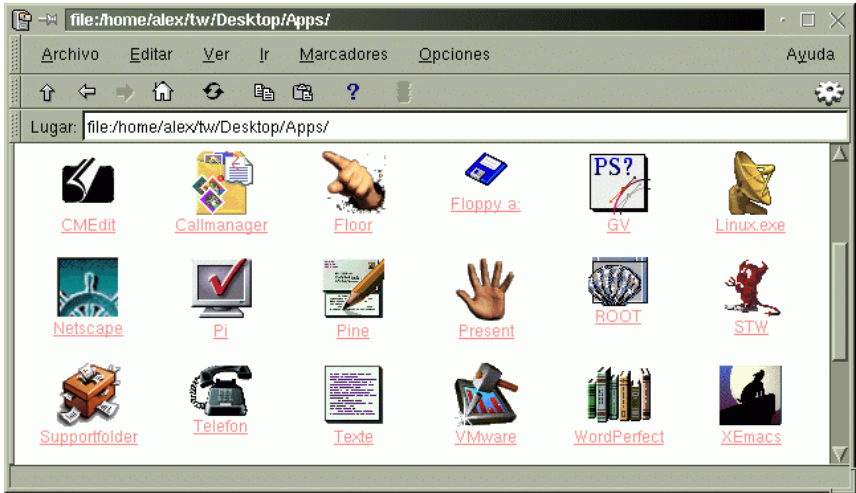 file:/home/alex/tw/Desktop/Apps/
Archivo Editar Ver Ir Marcadores Opciones Ayuda
?
Lugar: file:/home/alex/tw/Desktop/Apps/
PS?
CMEdit Callmanager Floor Floppy a: GV Linux.exe
Netscape Pi Pine Present ROOT STW
Supportfolder Telefon Texte VMware WordPerfect XEmacs